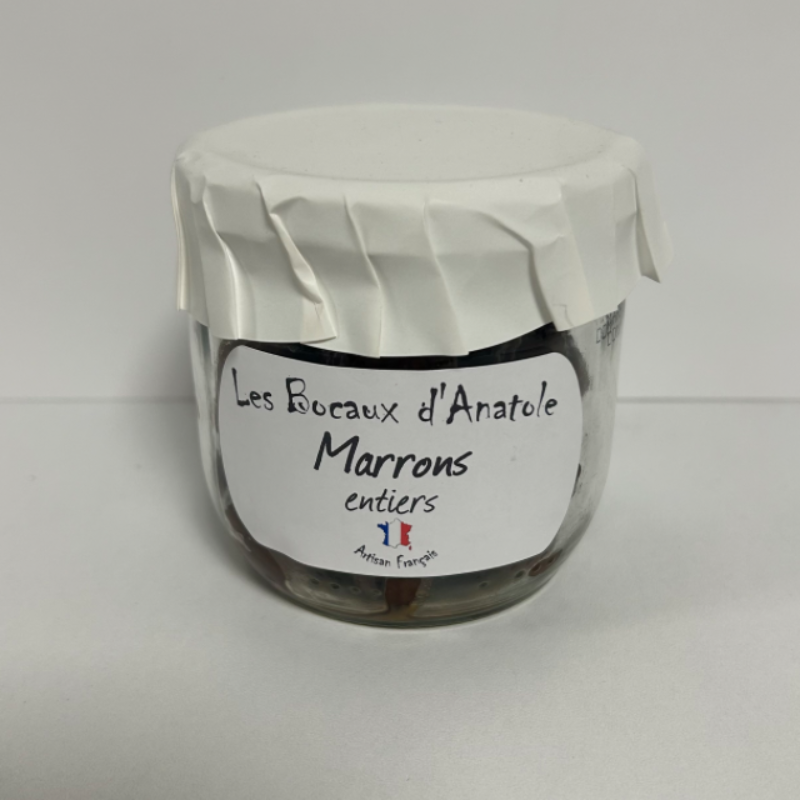 Les Bocaux d'Anatole
Marrons
entiers
Artisan Français